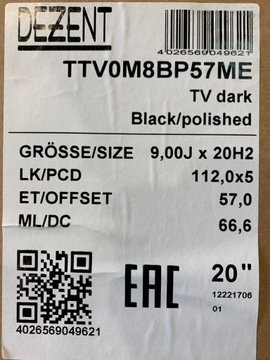 DEZENT
4026569049621
TTV0M8BP57ME
TV dark
Black/polished
GRÖSSE/SIZE 9,00J x 20H2
LK/PCD 112,0x5
ET/OFFSET 57,0
ML/DC 66,6
EAC 20"
12221706
01
4026569049621